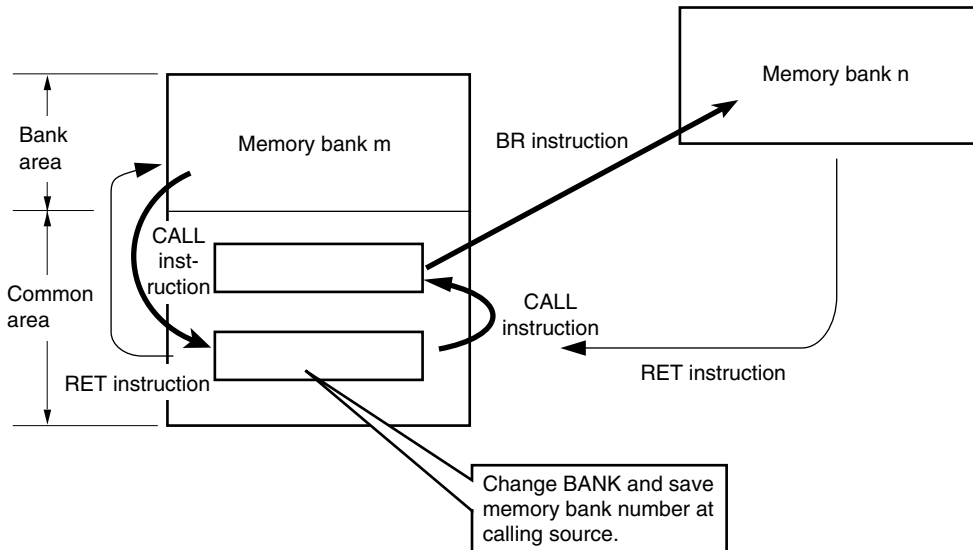 Memory bank n
Bank
area
Memory bank m
BR instruction
CALL
inst-
ruction
Common
area
CALL
instruction
RET instruction
RET instruction
Change BANK and save
memory bank number at
calling source.